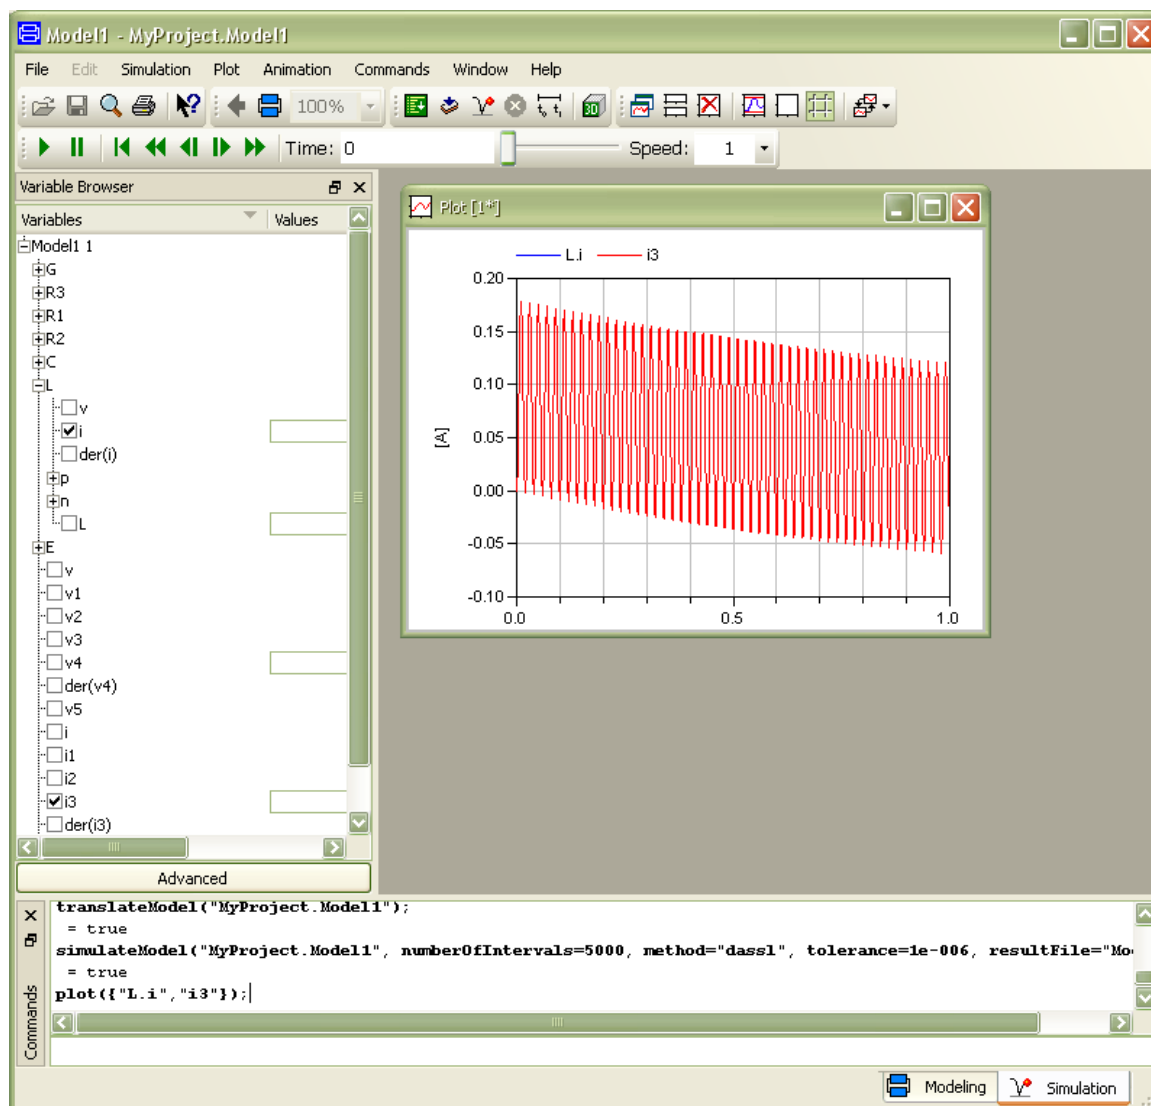 Model1 - MyProject.Model1
File Edit Simulation Plot Animation Commands Window Help
100% 3D
Time: 0 Speed: 1
Variable Browser
Variables Values
Model1 1
G
R3
R1
R2
C
L
v
i
der(i)
p
n
L
E
v
v1
v2
v3
v4
der(v4)
v5
i
i1
i2
i3
der(i3)
Advanced
Plot [1*]
L.i i3
0.20
0.15
0.10
0.05
0.00
-0.05
-0.10
[A]
0.0 0.5 1.0
Commands
translateModel("MyProject.Model1");
= true
simulateModel("MyProject.Model1", numberOfIntervals=5000, method="dassl", tolerance=1e-006, resultFile="Mo
= true
plot({"L.i","i3"});
Modeling Simulation